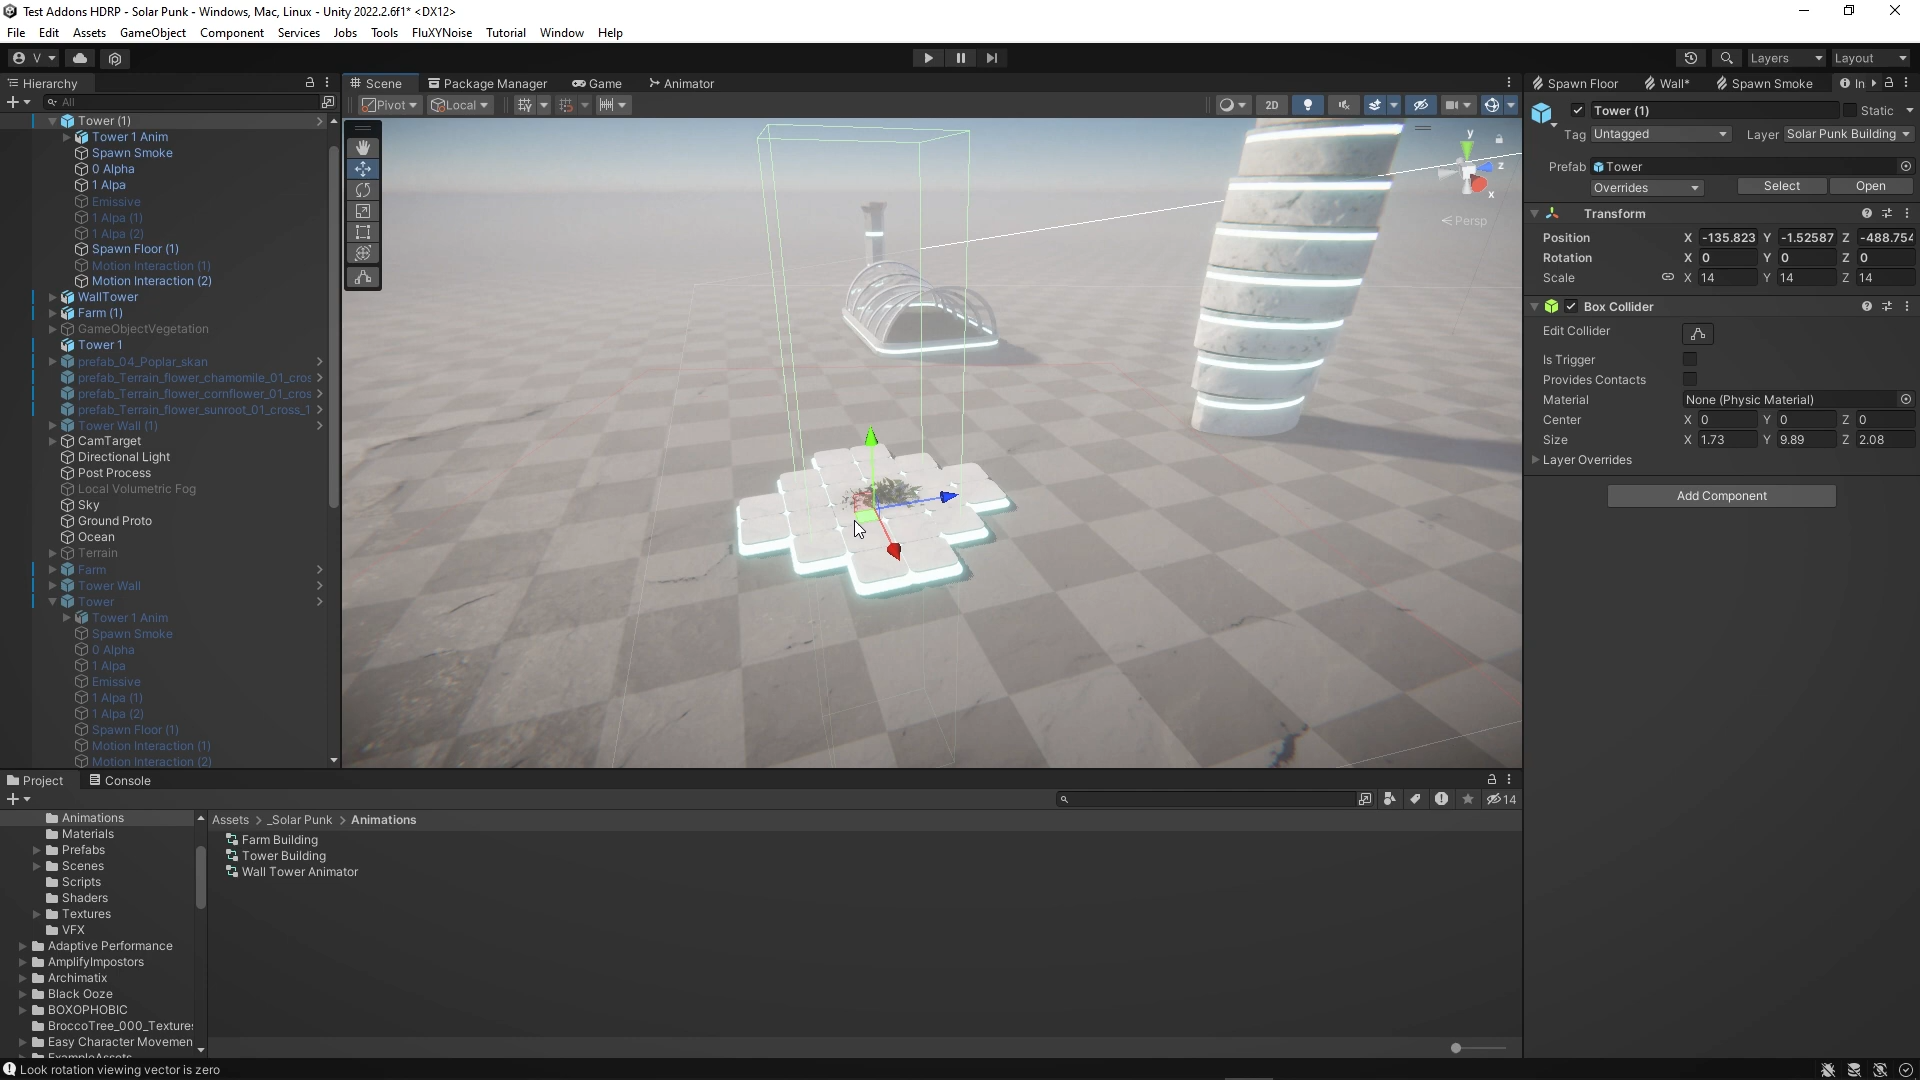 Test Addons HDRP - Solar Punk - Windows, Mac, Linux - Unity 2022.2.6f1* <DX12>
File Edit Assets GameObject Component Services Jobs Tools FluXYNoise Tutorial Window Help
V Layers Layout
Hierarchy
All
Tower (1)
Tower 1 Anim
Spawn Smoke
0 Alpha
1 Alpa
Emissive
1 Alpa (1)
1 Alpa (2)
Spawn Floor (1)
Motion Interaction (1)
Motion Interaction (2)
WallTower
Farm (1)
GameObjectVegetation
Tower 1
prefab_04_Poplar_skan
prefab_Terrain_flower_chamomile_01_cros
prefab_Terrain_flower_cornflower_01_cros
prefab_Terrain_flower_sunroot_01_cross_1
Tower Wall (1)
CamTarget
Directional Light
Post Process
Local Volumetric Fog
Sky
Ground Proto
Ocean
Terrain
Farm
Tower Wall
Tower
Tower 1 Anim
Spawn Smoke
0 Alpha
1 Alpa
Emissive
1 Alpa (1)
1 Alpa (2)
Spawn Floor (1)
Motion Interaction (1)
Motion Interaction (2)
Scene Package Manager Game Animator
Pivot Local 2D
y
z
x
Persp
Spawn Floor Wall* Spawn Smoke In
Tower (1) Static
Tag Untagged Layer Solar Punk Building
Prefab Tower
Overrides Select Open
Transform
Position X -135.823 Y -1.52587 Z -488.754
Rotation X 0 Y 0 Z 0
Scale X 14 Y 14 Z 14
Box Collider
Edit Collider
Is Trigger
Provides Contacts
Material None (Physic Material)
Center X 0 Y 0 Z 0
Size X 1.73 Y 9.89 Z 2.08
Layer Overrides
Add Component
Project Console
14
Animations
Materials
Prefabs
Scenes
Scripts
Shaders
Textures
VFX
Adaptive Performance
AmplifyImpostors
Archimatix
Black Ooze
BOXOPHOBIC
BroccoTree_000_Textures
Easy Character Movemen
ExampleAssets
Assets > _Solar Punk > Animations
Farm Building
Tower Building
Wall Tower Animator
Look rotation viewing vector is zero